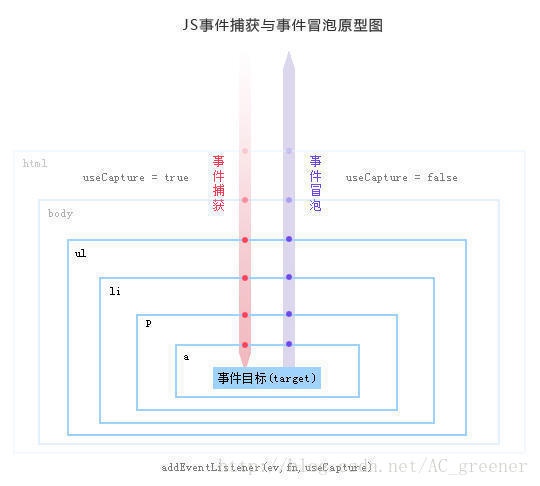 JS事件捕获与事件冒泡原型图
html
useCapture = true
事件捕获
事件冒泡
useCapture = false
body
ul
li
p
a
事件目标(target)
addEventListener(ev,fn,useCapture)
http://blog.csdn.net/AC_greener